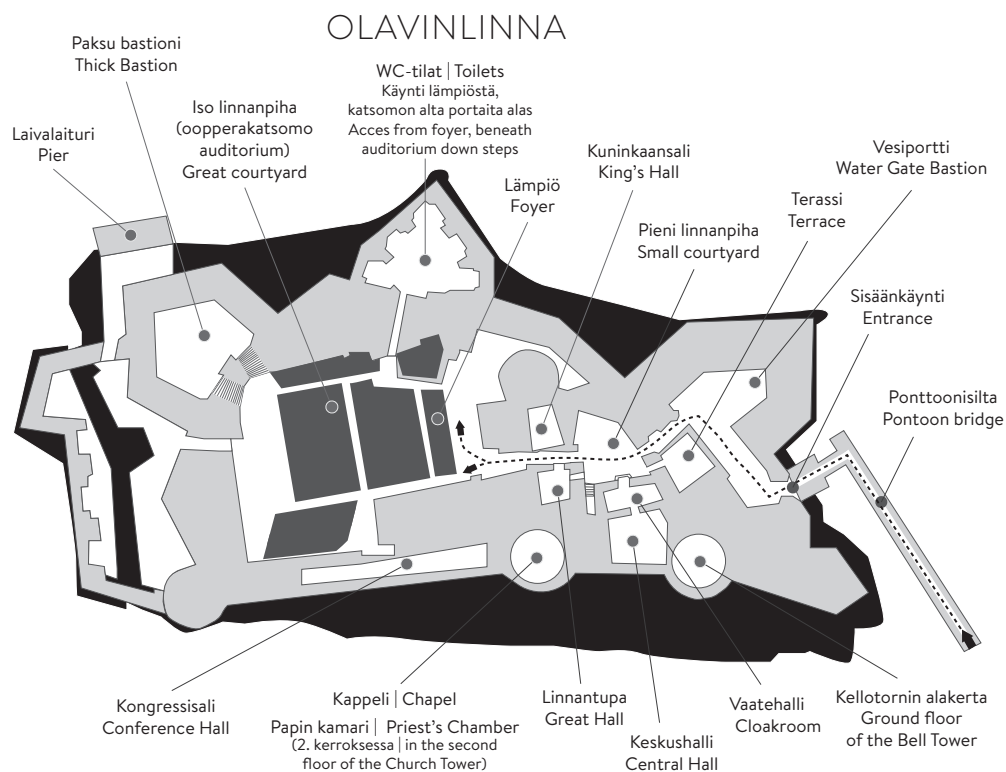 OLAVINLINNA
Paksu bastioni
Thick Bastion
WC-tilat | Toilets
Käynti lämpiöstä,
katsomon alta portaita alas
Acces from foyer, beneath
auditorium down steps
Iso linnanpiha
(oopperakatsomo
auditorium)
Great courtyard
Laivalaituri
Pier
Kuninkaansali
King's Hall
Vesiportti
Water Gate Bastion
Lämpiö
Foyer
Terassi
Terrace
Pieni linnanpiha
Small courtyard
Sisäänkäynti
Entrance
Ponttoonisilta
Pontoon bridge
Kongressisali
Conference Hall
Kappeli | Chapel
Papin kamari | Priest's Chamber
(2. kerroksessa | in the second
floor of the Church Tower)
Linnantupa
Great Hall
Keskushalli
Central Hall
Vaatehalli
Cloakroom
Kellotornin alakerta
Ground floor
of the Bell Tower